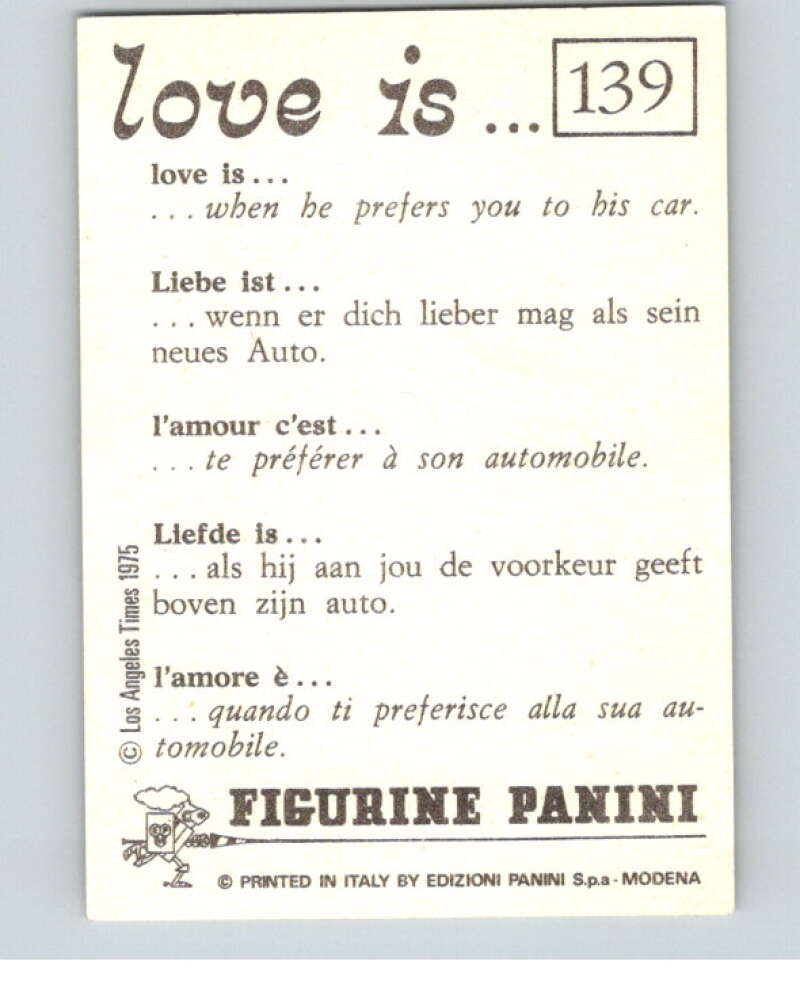 love is ... 139
love is...
...when he prefers you to his car.
Liebe ist...
...wenn er dich lieber mag als sein
neues Auto.
l'amour c'est...
...te préférer à son automobile.
Liefde is...
...als hij aan jou de voorkeur geeft
boven zijn auto.
l'amore è...
...quando ti preferisce alla sua au-
tomobile.
© Los Angeles Times 1975
FIGURINE PANINI
© PRINTED IN ITALY BY EDIZIONI PANINI S.p.a - MODENA